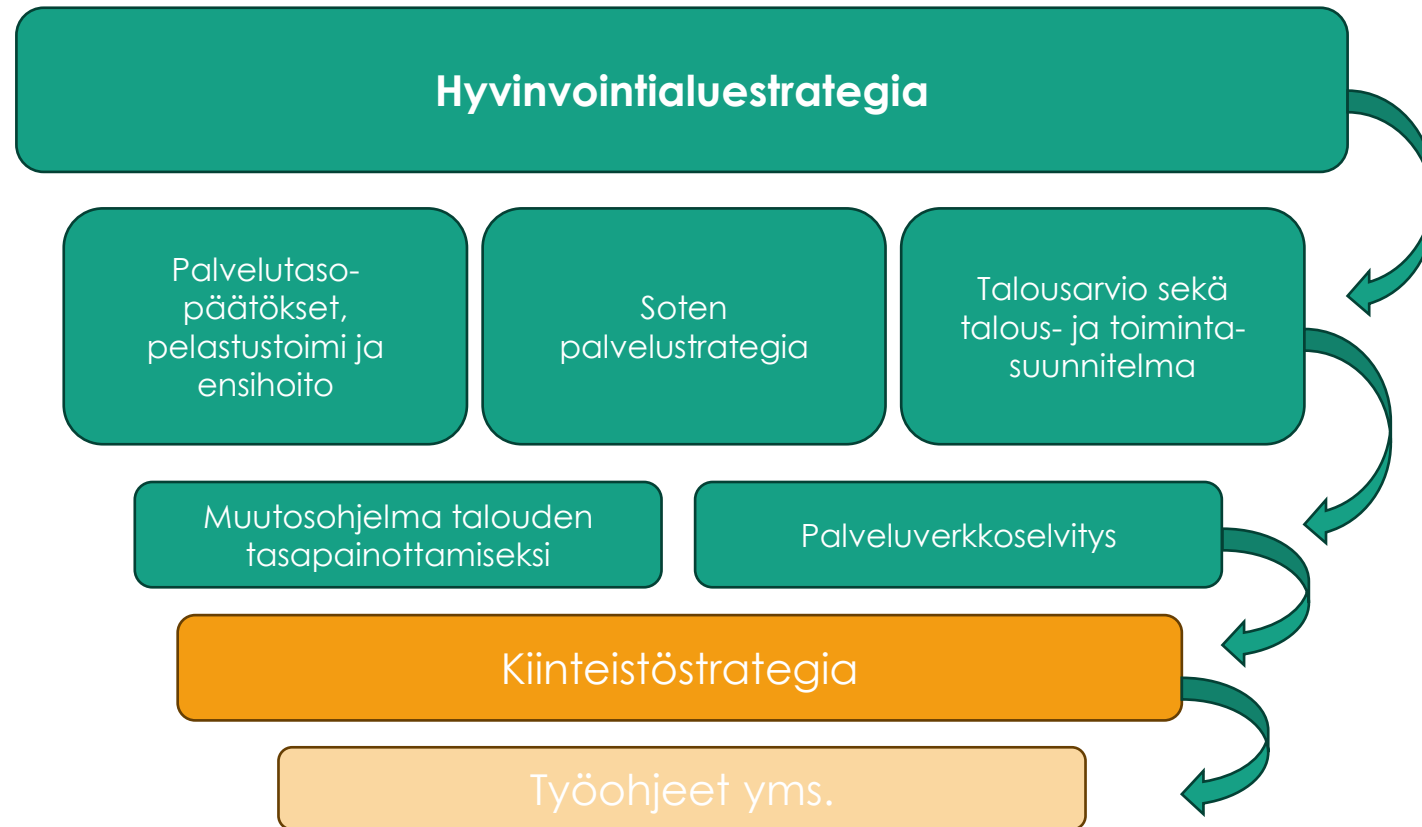 Hyvinvointialuestrategia
Palvelutaso-
päätökset,
pelastustoimi ja
ensihoito
Soten
palvelustrategia
Talousarvio sekä
talous- ja toiminta-
suunnitelma
Muutosohjelma talouden
tasapainottamiseksi
Palveluverkkoselvitys
Kiinteistöstrategia
Työohjeet yms.